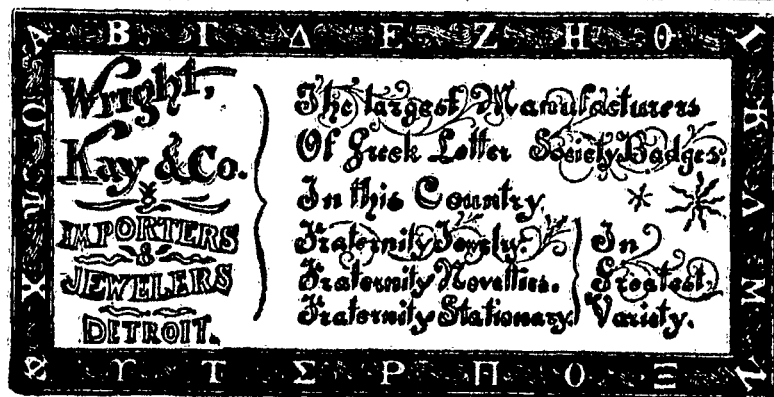 Α Β Γ Δ Ε Ζ Η Θ Ι
Κ
Λ
Μ
Ν
Ξ
Ο
Π
Ρ
Σ
Τ
Υ
Φ
Χ
Ψ
Ω
Wright,
Kay & Co.
IMPORTERS
&
JEWELERS
DETROIT.
The largest Manufacturers
Of Greek Letter Society Badges,
In this Country,
Fraternity Jewelry.
Fraternity Novelties.
Fraternity Stationary.
In
Greatest
Variety.